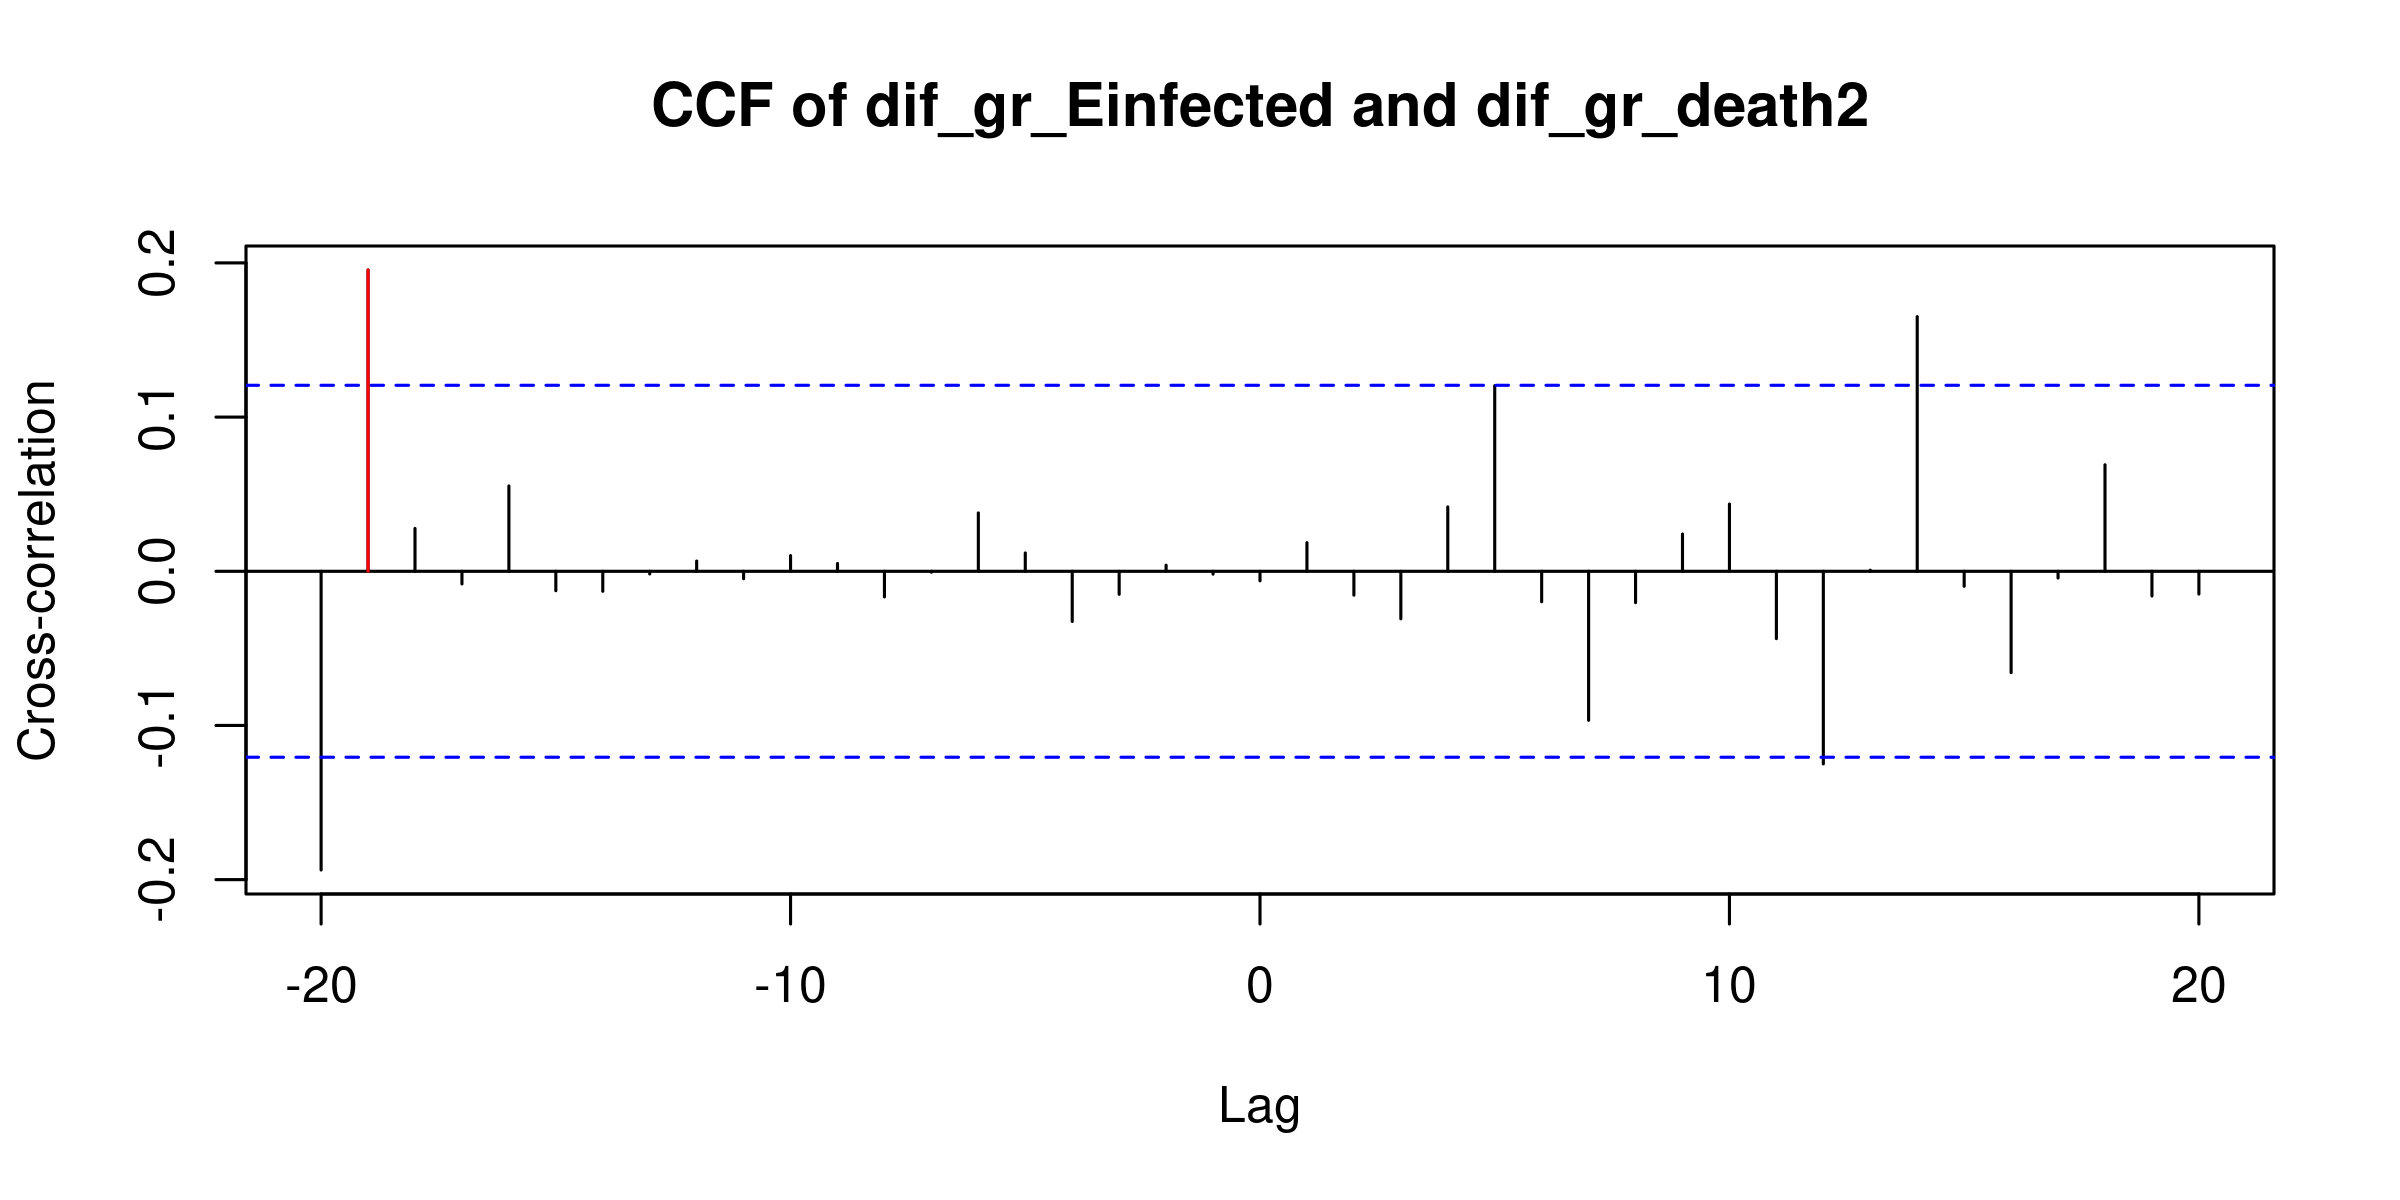 CCF of dif_gr_Einfected and dif_gr_death2
Cross-correlation
0.2
0.1
0.0
-0.1
-0.2
-20 -10 0 10 20
Lag